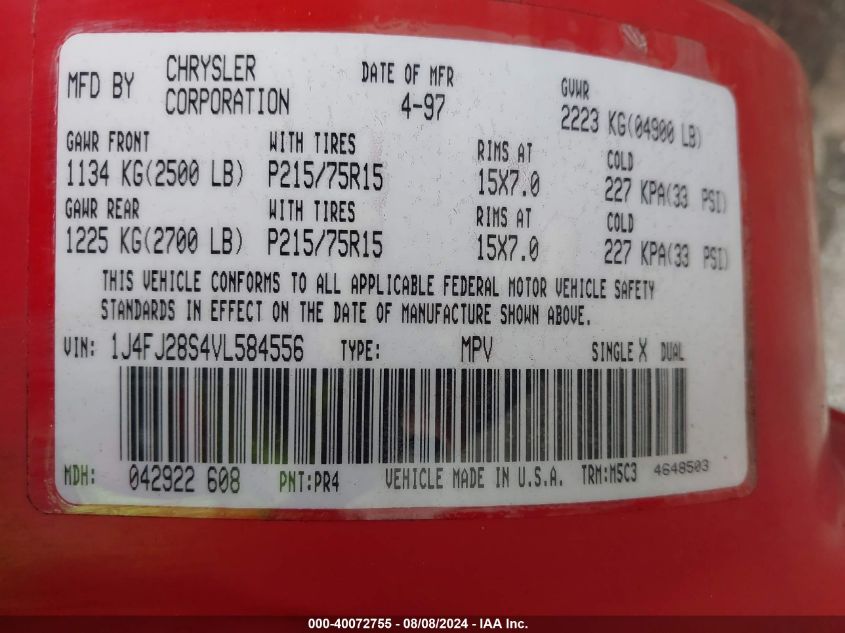 MFD BY CHRYSLER CORPORATION DATE OF MFR 4-97 GVWR 2223 KG(04900 LB)
GAWR FRONT WITH TIRES RIMS AT COLD
1134 KG(2500 LB) P215/75R15 15X7.0 227 KPA(33 PSI)
GAWR REAR WITH TIRES RIMS AT COLD
1225 KG(2700 LB) P215/75R15 15X7.0 227 KPA(33 PSI)
THIS VEHICLE CONFORMS TO ALL APPLICABLE FEDERAL MOTOR VEHICLE SAFETY
STANDARDS IN EFFECT ON THE DATE OF MANUFACTURE SHOWN ABOVE.
VIN: 1J4FJ28S4VL584556 TYPE: MPV SINGLE X DUAL
MDH: 042922 608 PNT:PR4 VEHICLE MADE IN U.S.A. TRM:M5C3 4648503
000-40072755 - 08/08/2024 - IAA Inc.